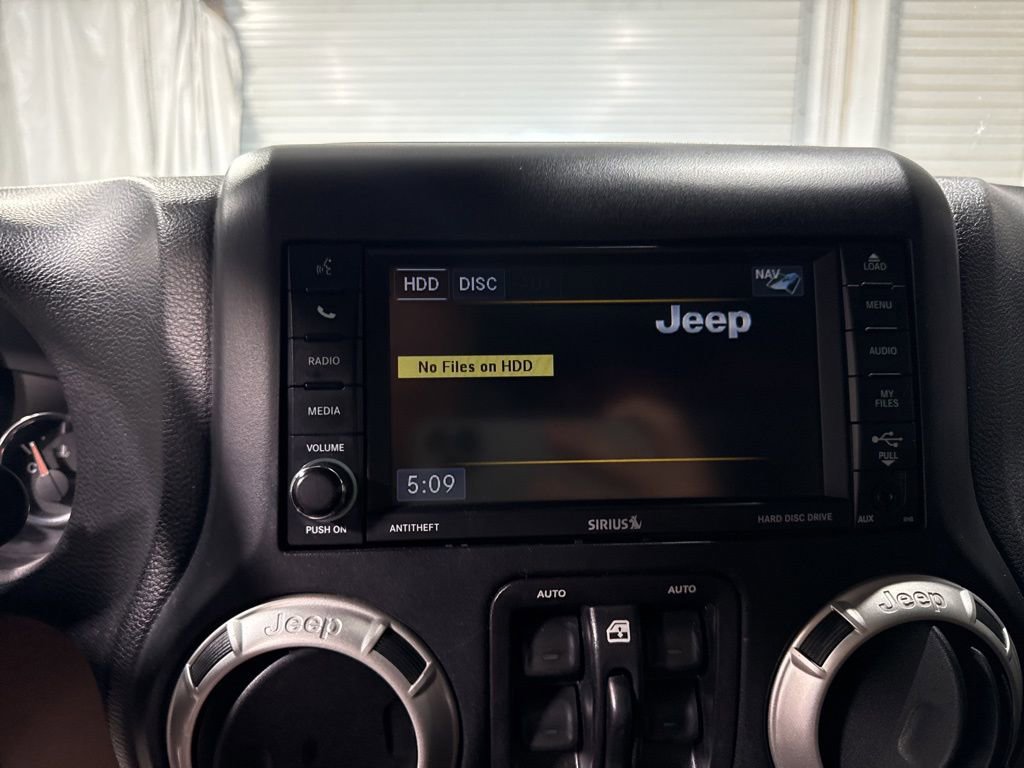 RADIO
MEDIA
VOLUME
PUSH ON
HDD DISC
NAV
Jeep
No Files on HDD
5:09
ANTITHEFT
SIRIUS
HARD DISC DRIVE
LOAD
MENU
AUDIO
MY
FILES
PULL
AUX
AUTO AUTO
Jeep
Jeep